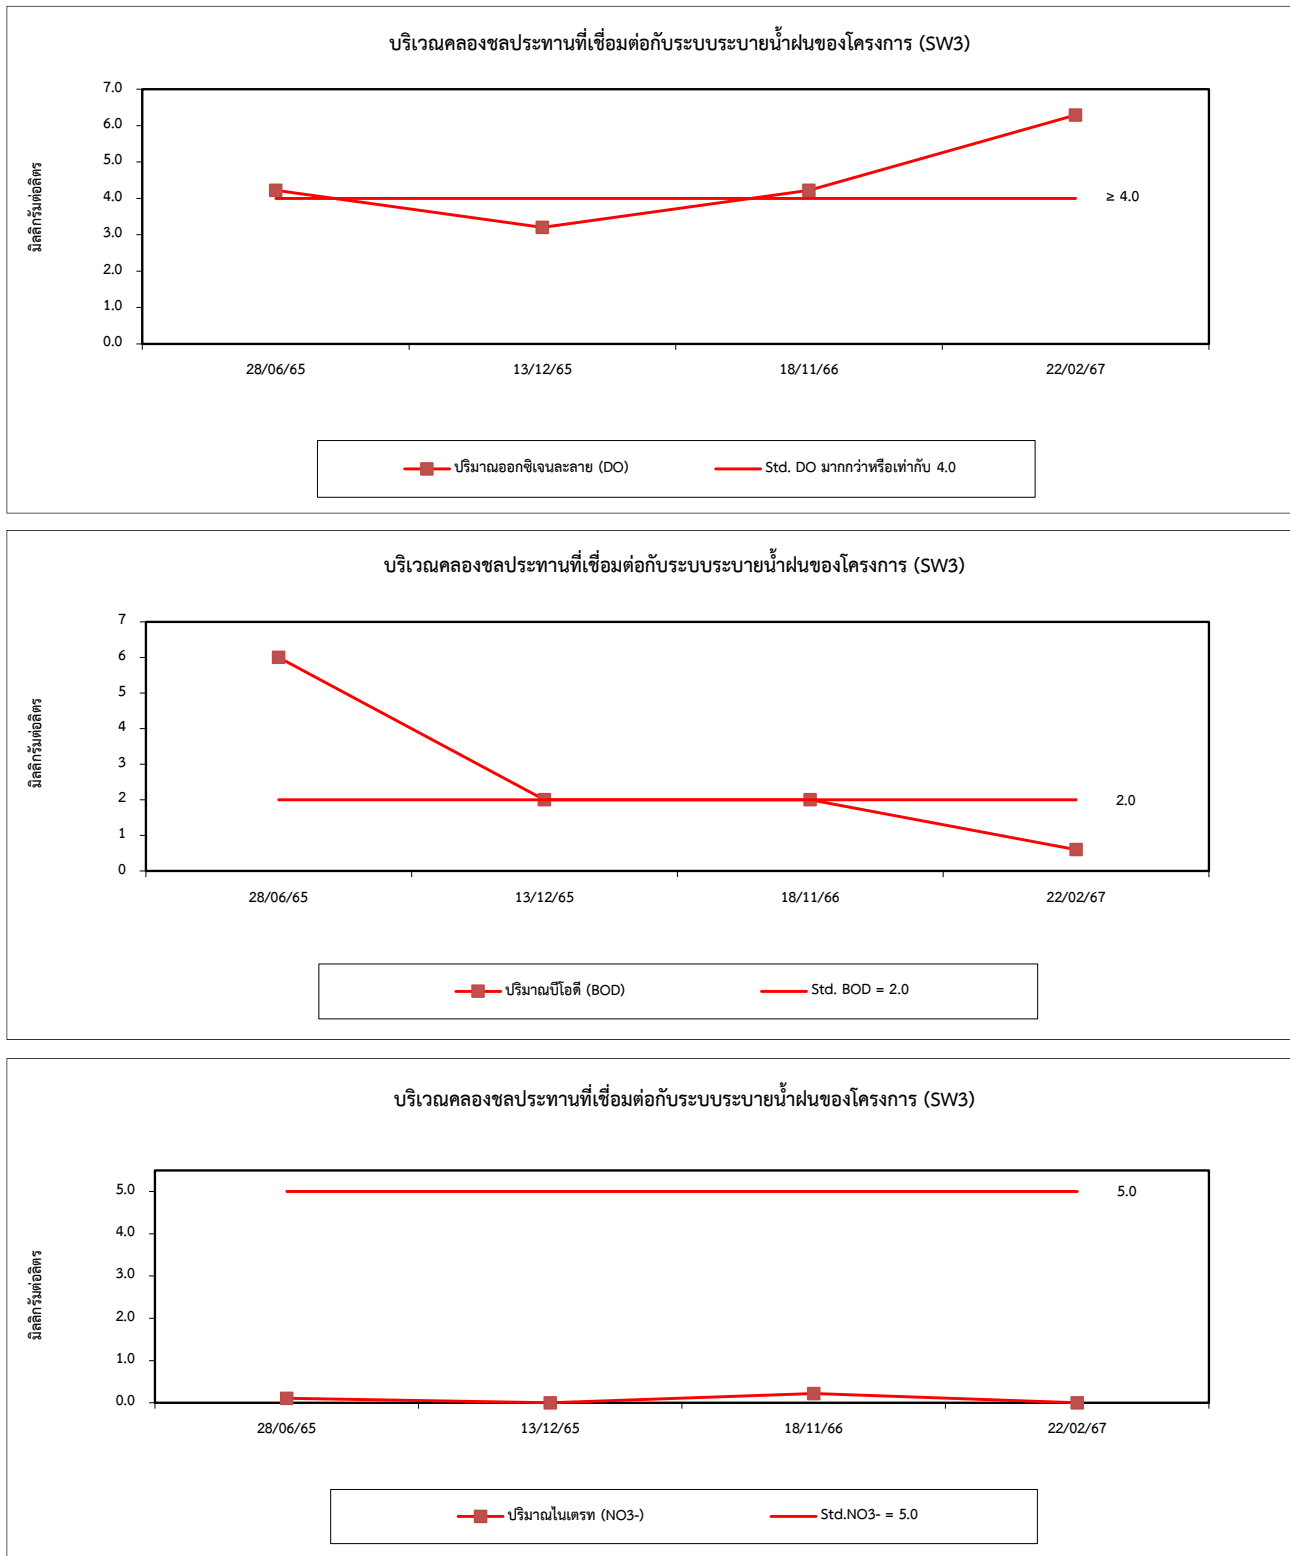 บริเวณคลองชลประทานที่เชื่อมต่อกับระบบระบายน้ำฝนของโครงการ (SW3)
มิลลิกรัมต่อลิตร
7.0
6.0
5.0
4.0
3.0
2.0
1.0
0.0
≥ 4.0
28/06/65 13/12/65 18/11/66 22/02/67
ปริมาณออกซิเจนละลาย (DO) Std. DO มากกว่าหรือเท่ากับ 4.0
บริเวณคลองชลประทานที่เชื่อมต่อกับระบบระบายน้ำฝนของโครงการ (SW3)
มิลลิกรัมต่อลิตร
7
6
5
4
3
2
1
0
2.0
28/06/65 13/12/65 18/11/66 22/02/67
ปริมาณบีโอดี (BOD) Std. BOD = 2.0
บริเวณคลองชลประทานที่เชื่อมต่อกับระบบระบายน้ำฝนของโครงการ (SW3)
มิลลิกรัมต่อลิตร
5.0
4.0
3.0
2.0
1.0
0.0
5.0
28/06/65 13/12/65 18/11/66 22/02/67
ปริมาณไนเตรท (NO3-) Std.NO3- = 5.0